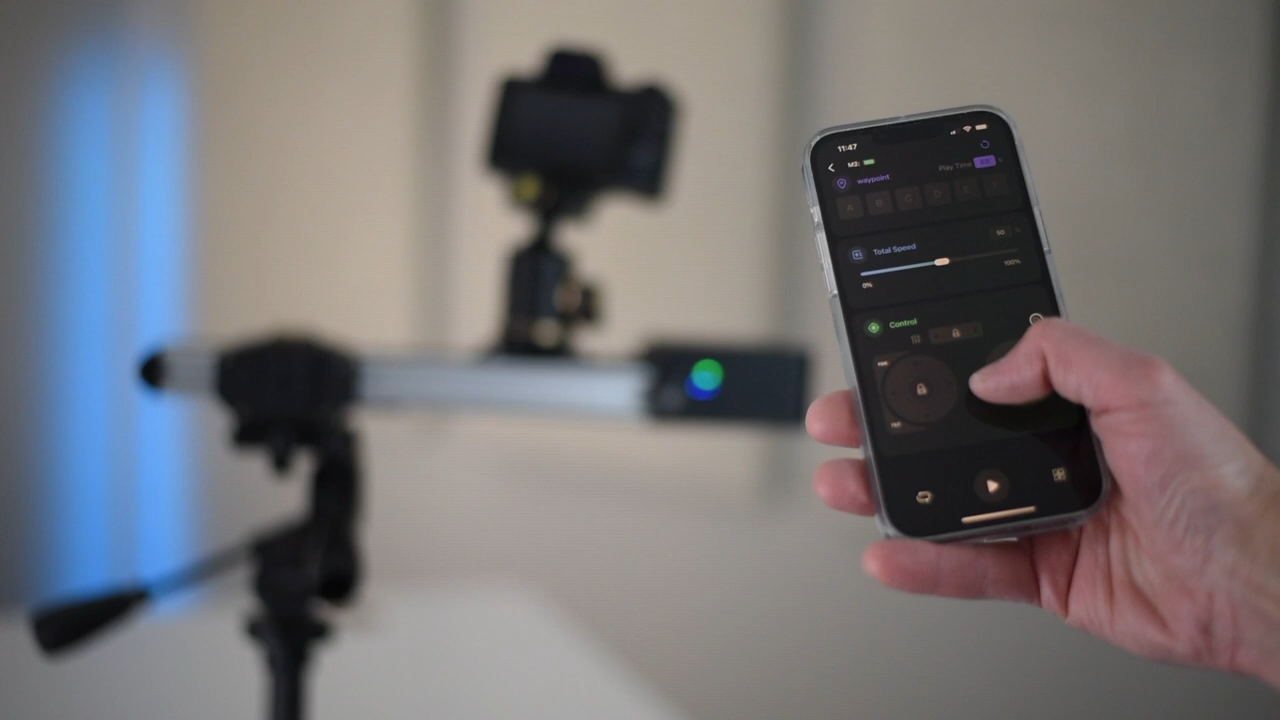 11:47
M2:
Play Time
waypoint
A B C D E
Total Speed
50
0%
100%
Control